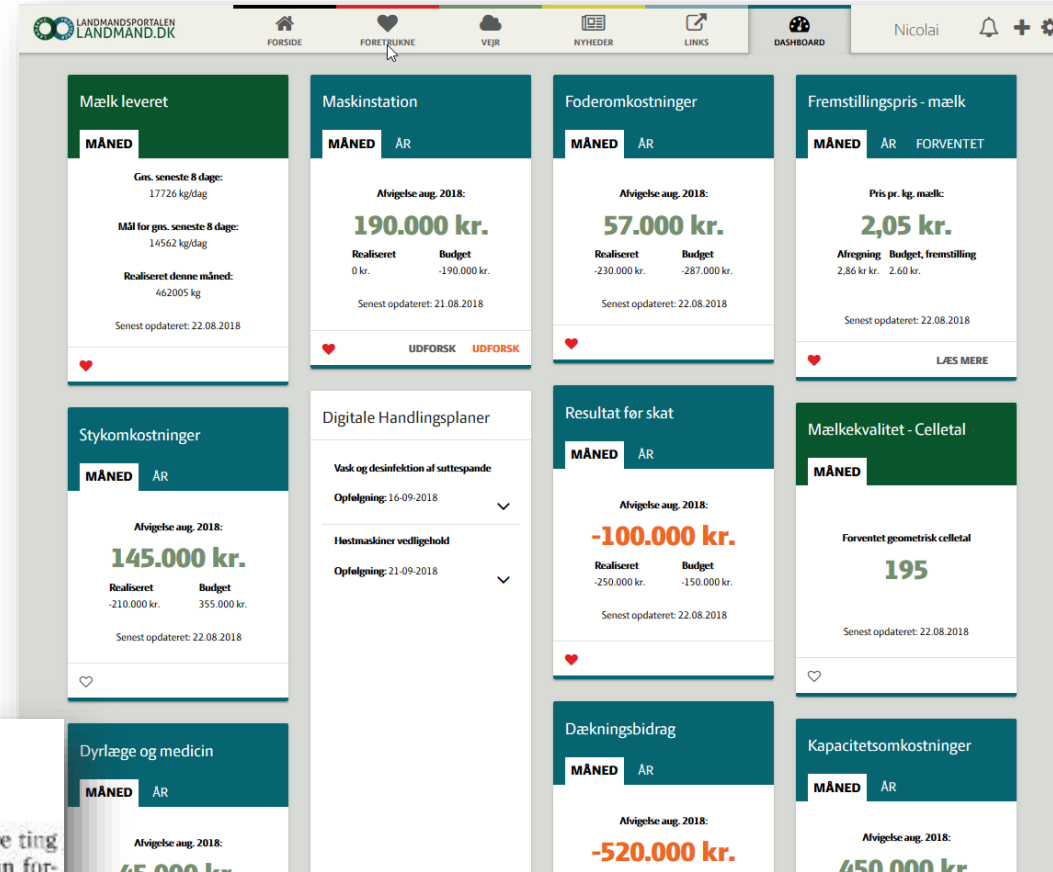 LANDMANDSPORTALEN
LANDMAND.DK
FORSIDE
FORETRUKNE
VEJR
NYHEDER
LINKS
DASHBOARD
Nicolai
Mælk leveret
MÅNED
Gns. seneste 8 dage:
17726 kg/dag
Mål for gns. seneste 8 dage:
14562 kg/dag
Realiseret denne måned:
462005 kg
Senest opdateret: 22.08.2018
Maskinstation
MÅNED ÅR
Afvigelse aug. 2018:
190.000 kr.
Realiseret Budget
0 kr. -190.000 kr.
Senest opdateret: 21.08.2018
UDFORSK UDFORSK
Foderomkostninger
MÅNED ÅR
Afvigelse aug. 2018:
57.000 kr.
Realiseret Budget
-230.000 kr. -287.000 kr.
Senest opdateret: 22.08.2018
Fremstillingspris - mælk
MÅNED ÅR FORVENTET
Pris pr. kg. mælk:
2,05 kr.
Afregning Budget, fremstilling
2,86 kr kr. 2.60 kr.
Senest opdateret: 22.08.2018
LÆS MERE
Stykomkostninger
MÅNED ÅR
Afvigelse aug. 2018:
145.000 kr.
Realiseret Budget
-210.000 kr. 355.000 kr.
Senest opdateret: 22.08.2018
Digitale Handlingsplaner
Vask og desinfektion af suttespande
Opfølgning: 16-09-2018
Høstmaskiner vedligehold
Opfølgning: 21-09-2018
Resultat før skat
MÅNED ÅR
Afvigelse aug. 2018:
-100.000 kr.
Realiseret Budget
-250.000 kr. -150.000 kr.
Senest opdateret: 22.08.2018
Mælkekvalitet - Celletal
MÅNED
Forventet geometrisk celletal
195
Senest opdateret: 22.08.2018
Dyrlæge og medicin
MÅNED ÅR
Afvigelse aug. 2018:
45.000 kr.
Dækningsbidrag
MÅNED ÅR
Afvigelse aug. 2018:
-520.000 kr.
Kapacitetsomkostninger
MÅNED ÅR
Afvigelse aug. 2018:
450.000 kr.
ting
for-